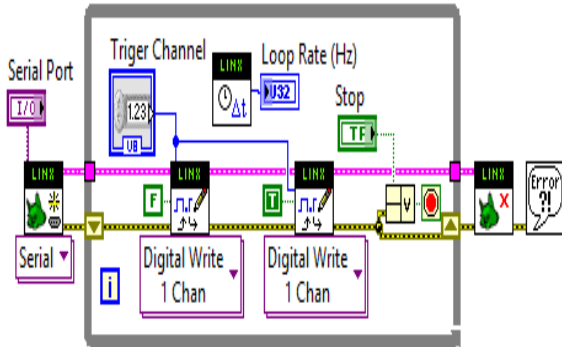 Triger Channel
Loop Rate (Hz)
Serial Port
Stop
I/O
1.23
U8
LINX
Δt
U32
TF
LINX
LINX
LINX
LINX
F
T
V
Error
?!
Serial
Digital Write
1 Chan
Digital Write
1 Chan
i